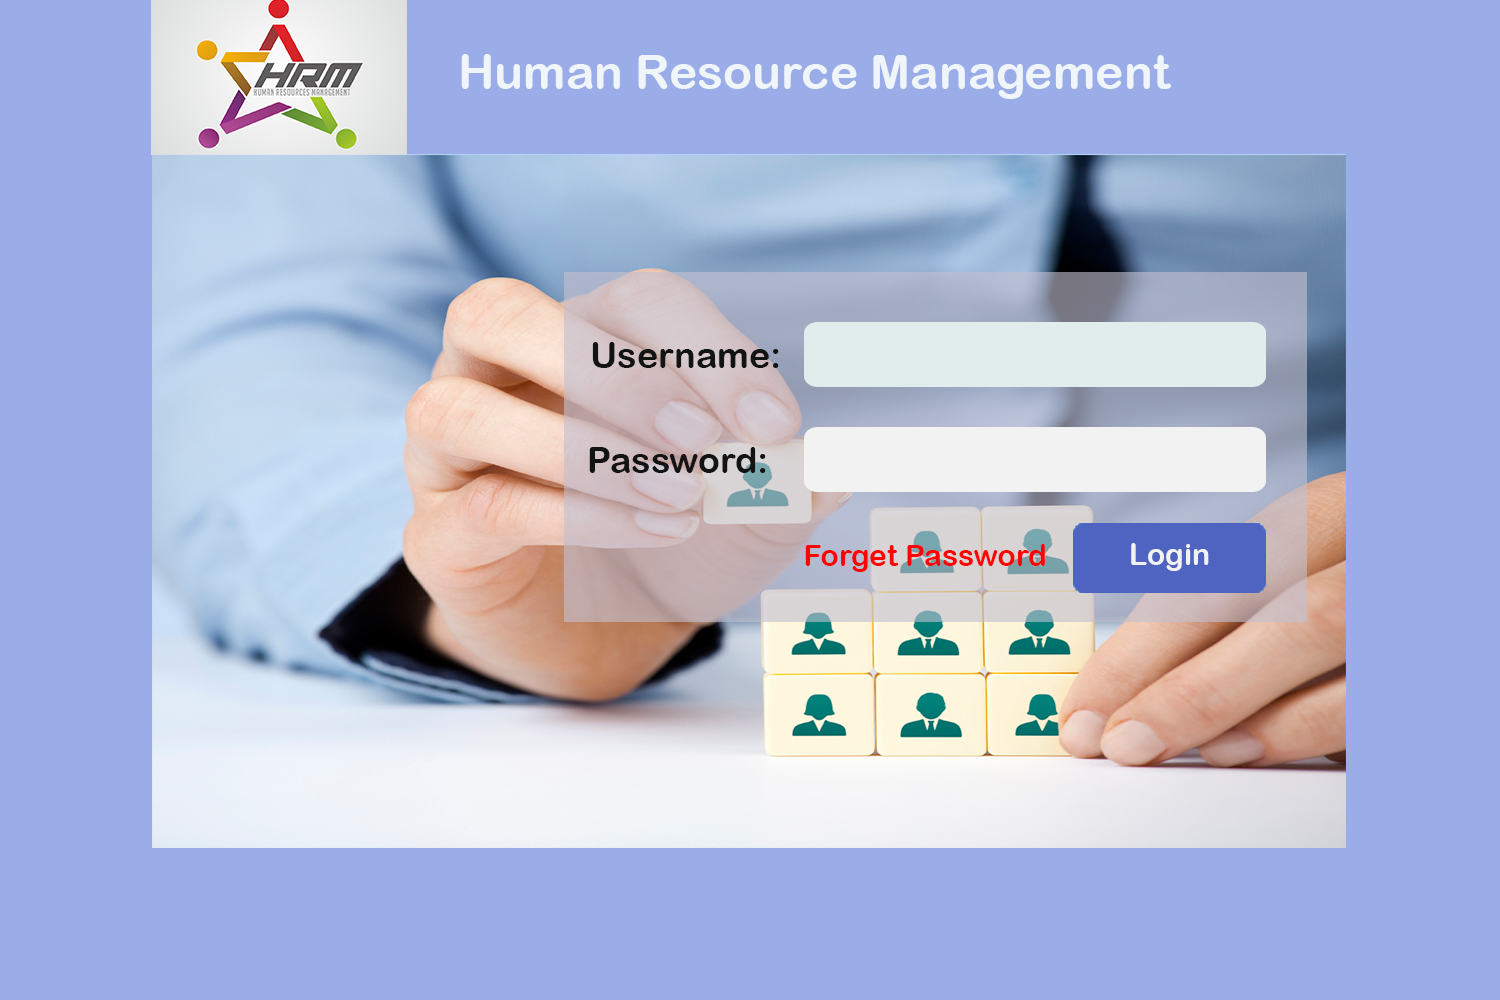 HRM
HUMAN RESOURCES MANAGEMENT
Human Resource Management
Username:
Password:
Forget Password
Login